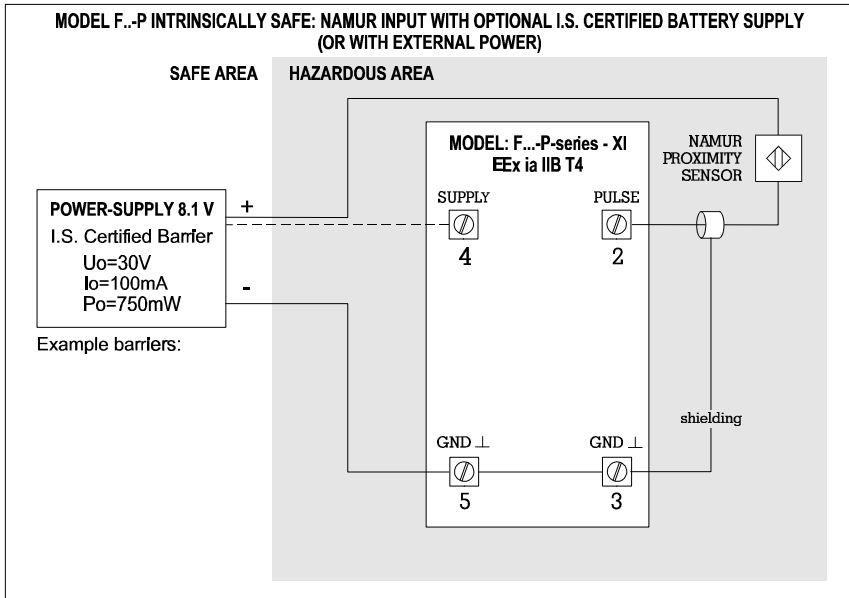 MODEL F..-P INTRINSICALLY SAFE: NAMUR INPUT WITH OPTIONAL I.S. CERTIFIED BATTERY SUPPLY
(OR WITH EXTERNAL POWER)
SAFE AREA
HAZARDOUS AREA
MODEL: F...-P-series - XI
EEx ia IIB T4
NAMUR
PROXIMITY
SENSOR
POWER-SUPPLY 8.1 V
I.S. Certified Barrier
Uo=30V
Io=100mA
Po=750mW
+
-
Example barriers:
SUPPLY
4
PULSE
2
shielding
GND ⊥
5
GND ⊥
3